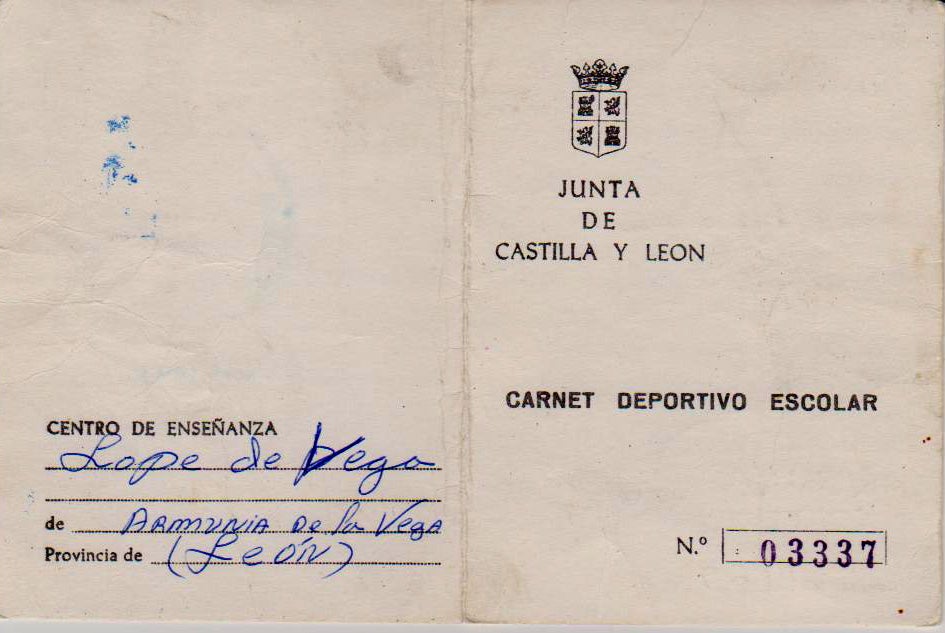 CENTRO DE ENSEÑANZA
Lope de Vega
de ARMUNIA DE la VEGA
Provincia de (LEÓN)
JUNTA
DE
CASTILLA Y LEON
CARNET DEPORTIVO ESCOLAR
N.º 03337